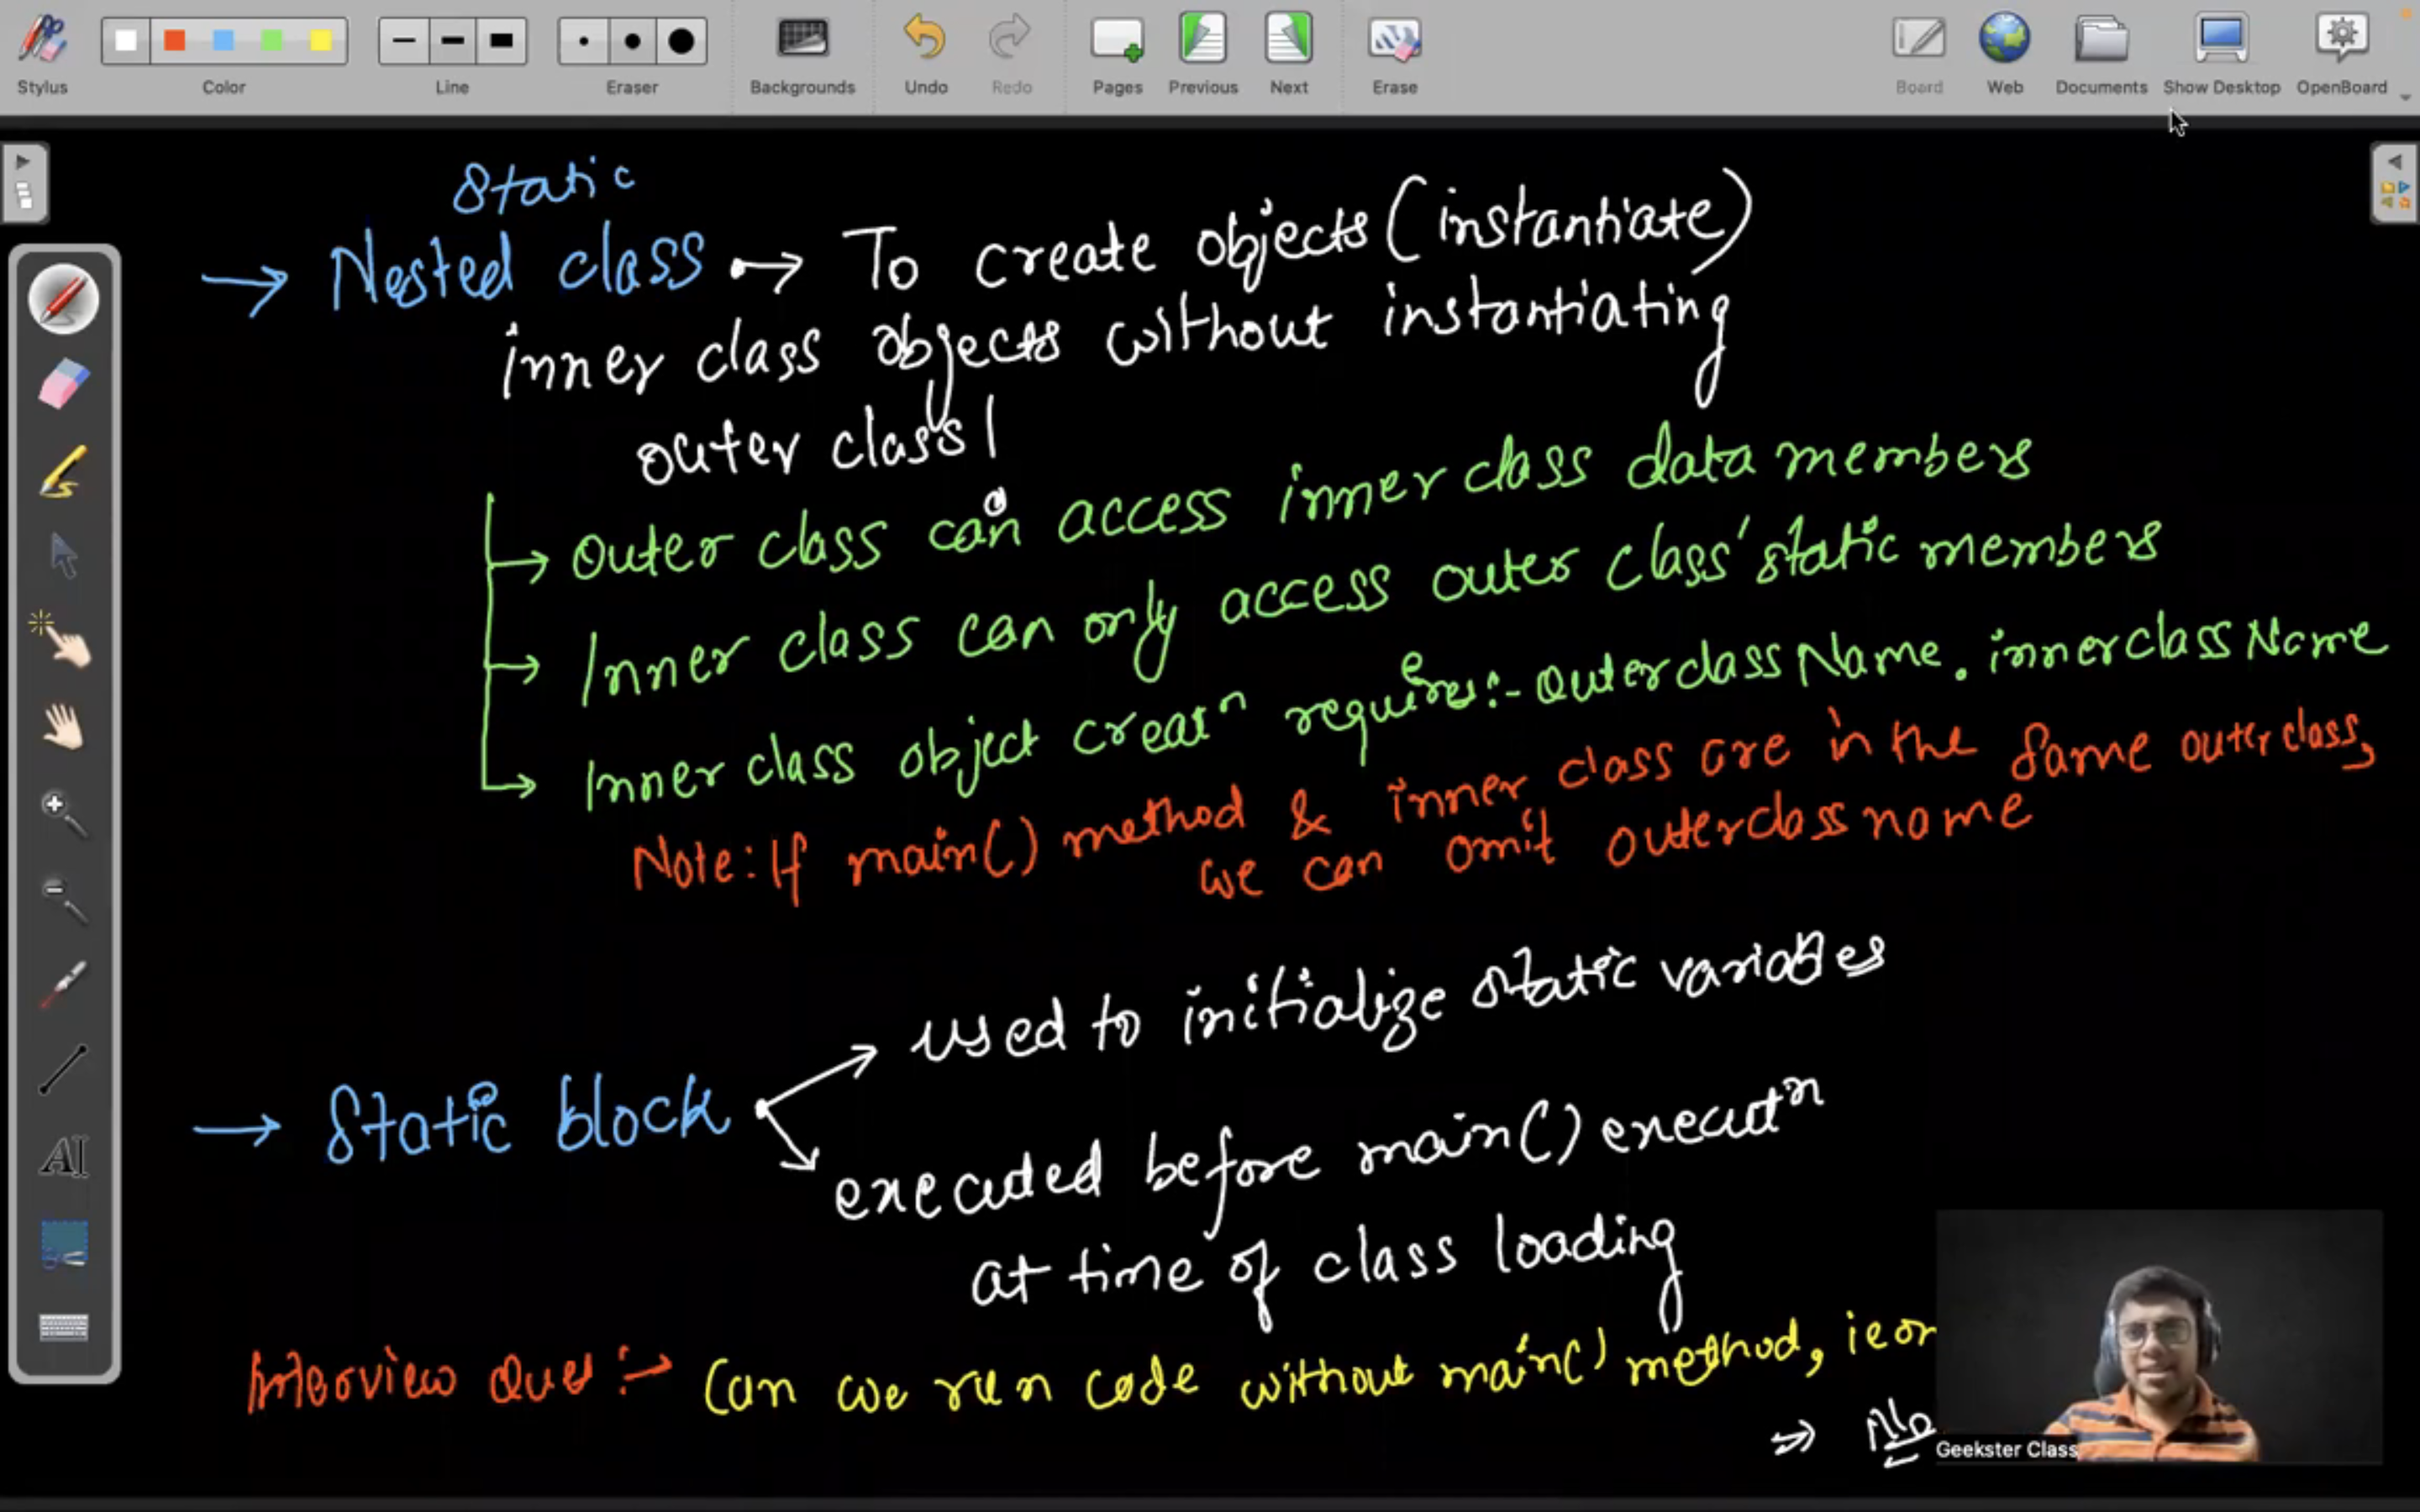 Stylus
Color
Line
Eraser
Backgrounds
Undo
Redo
Pages
Previous
Next
Erase
Board
Web
Documents
Show Desktop
OpenBoard
Static
→ Nested class → To create objects (instantiate)
inner class objects without instantiating
outer class
→ Outer class can access inner class data members
→ Inner class can only access outer class' static members
→ Inner class object creatⁿ requires:- OuterclassName.innerclassName
Note: If main() method & inner class are in the same outer class,
we can omit outerclassname
→ Static block
→ used to initialize static variables
→ executed before main() executⁿ
at time of class loading
Interview Ques :→ Can we run code without main() method, ie
⇒ No
Geekster Class
AI